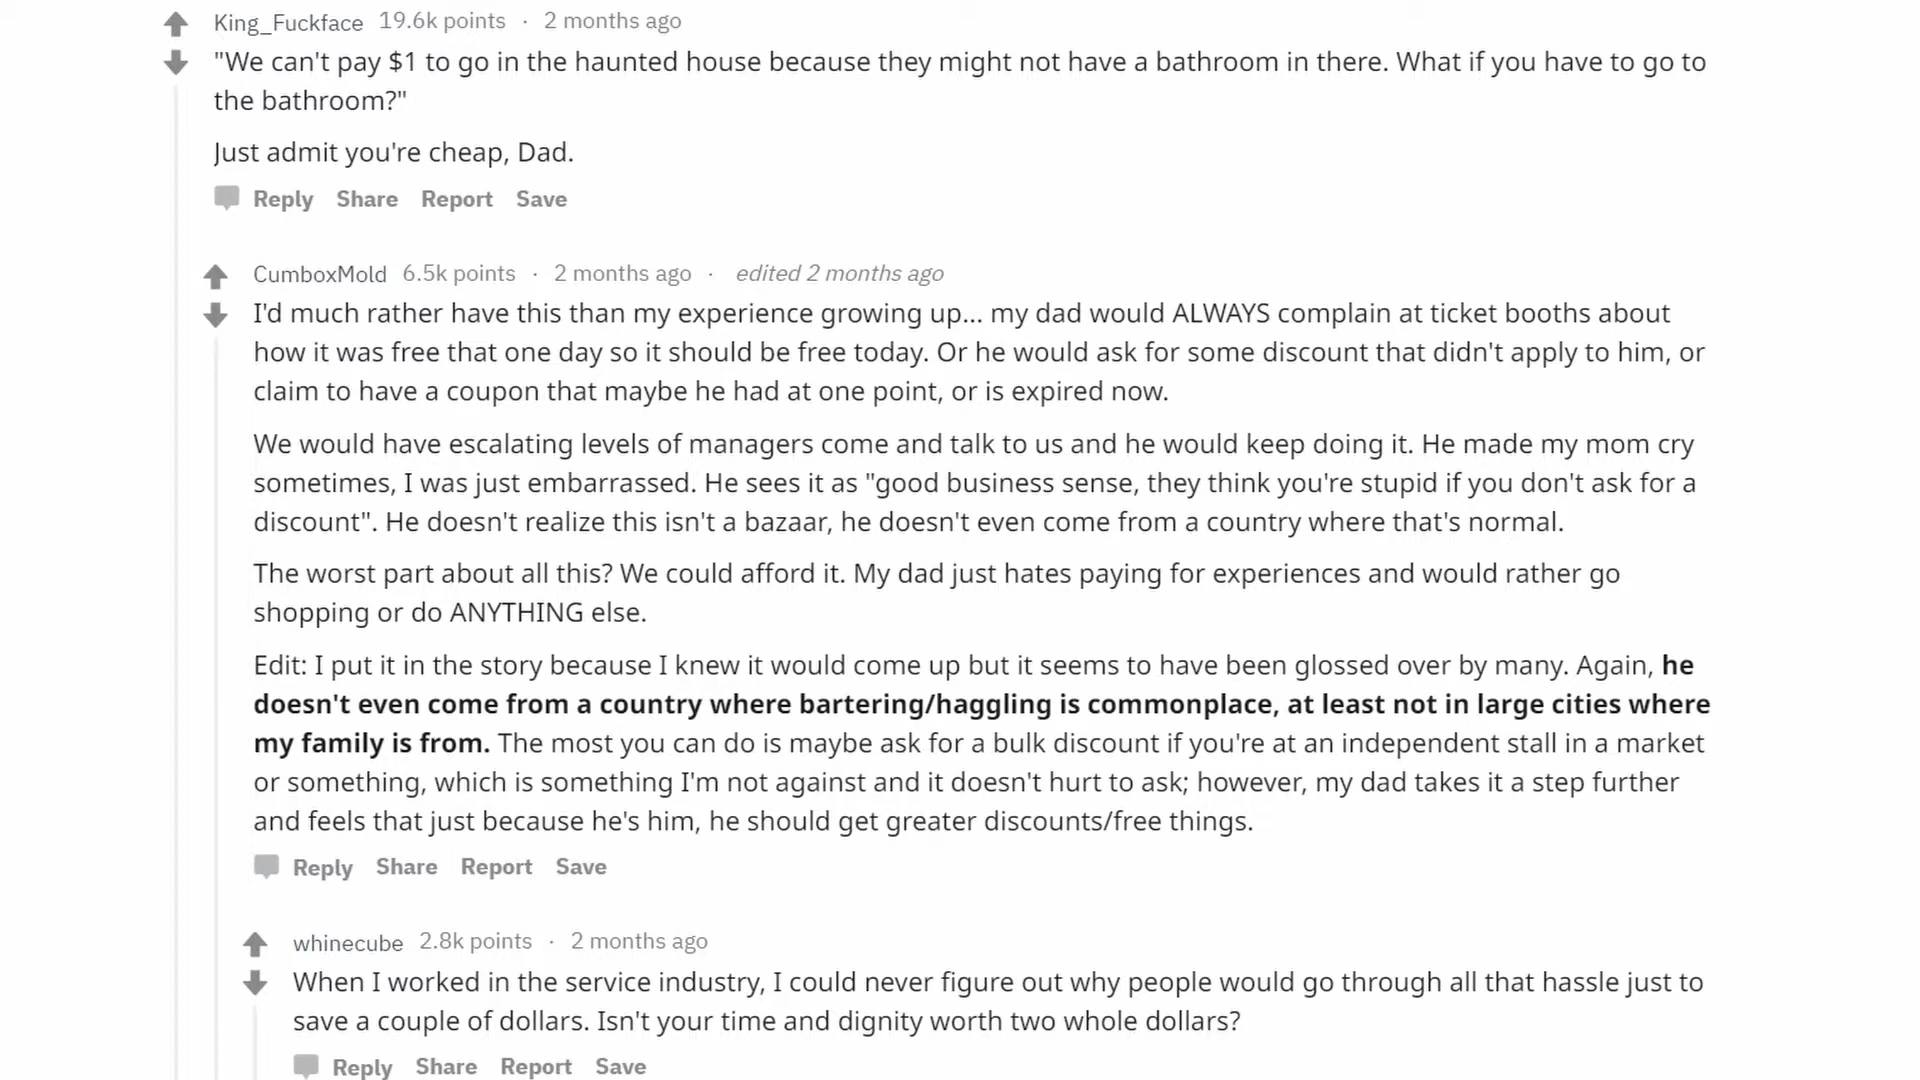 King_Fuckface 19.6k points · 2 months ago
"We can't pay $1 to go in the haunted house because they might not have a bathroom in there. What if you have to go to
the bathroom?"
Just admit you're cheap, Dad.
Reply Share Report Save
CumboxMold 6.5k points · 2 months ago · edited 2 months ago
I'd much rather have this than my experience growing up... my dad would ALWAYS complain at ticket booths about
how it was free that one day so it should be free today. Or he would ask for some discount that didn't apply to him, or
claim to have a coupon that maybe he had at one point, or is expired now.
We would have escalating levels of managers come and talk to us and he would keep doing it. He made my mom cry
sometimes, I was just embarrassed. He sees it as "good business sense, they think you're stupid if you don't ask for a
discount". He doesn't realize this isn't a bazaar, he doesn't even come from a country where that's normal.
The worst part about all this? We could afford it. My dad just hates paying for experiences and would rather go
shopping or do ANYTHING else.
Edit: I put it in the story because I knew it would come up but it seems to have been glossed over by many. Again, he
doesn't even come from a country where bartering/haggling is commonplace, at least not in large cities where
my family is from. The most you can do is maybe ask for a bulk discount if you're at an independent stall in a market
or something, which is something I'm not against and it doesn't hurt to ask; however, my dad takes it a step further
and feels that just because he's him, he should get greater discounts/free things.
Reply Share Report Save
whinecube 2.8k points · 2 months ago
When I worked in the service industry, I could never figure out why people would go through all that hassle just to
save a couple of dollars. Isn't your time and dignity worth two whole dollars?
Reply Share Report Save